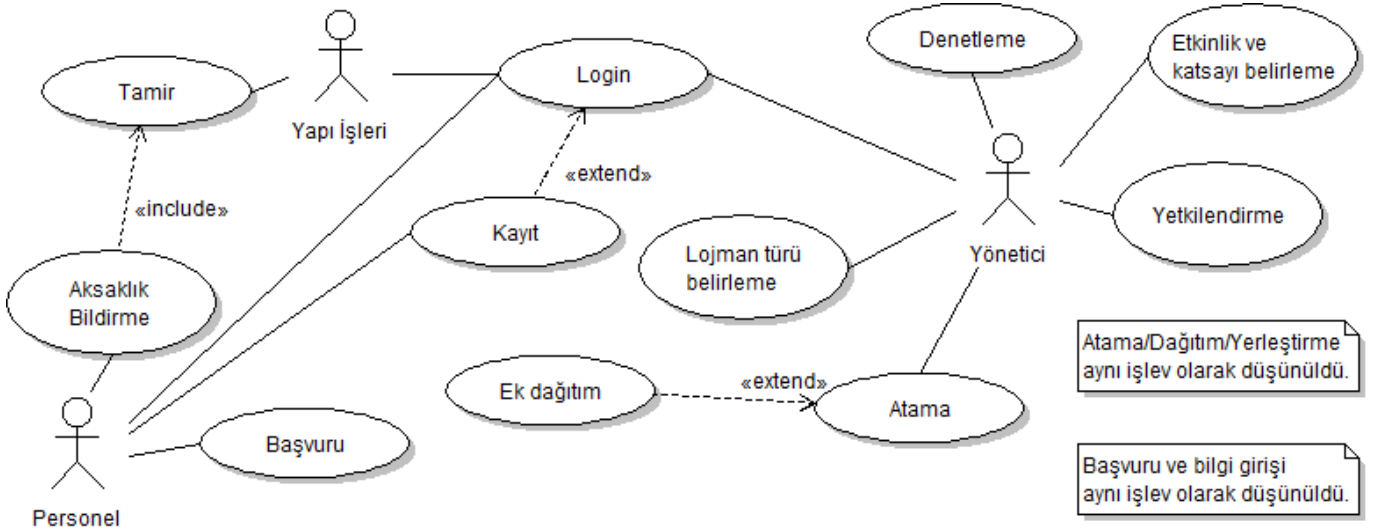 Denetleme
Etkinlik ve
katsayı belirleme
Login
Tamir
Yapı İşleri
«extend»
«include»
Kayıt
Yetkilendirme
Lojman türü
belirleme
Yönetici
Aksaklık
Bildirme
Atama/Dağıtım/Yerleştirme
aynı işlev olarak düşünüldü.
Ek dağıtım
«extend»
Atama
Başvuru
Başvuru ve bilgi girişi
aynı işlev olarak düşünüldü.
Personel